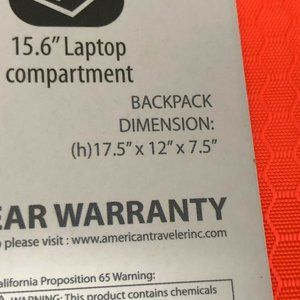 15.6” Laptop
compartment
BACKPACK
DIMENSION:
(h)17.5” x 12” x 7.5”
EAR WARRANTY
please visit : www.americantravelerinc.com
alifornia Proposition 65 Warning:
WARNING: This product contains chemicals